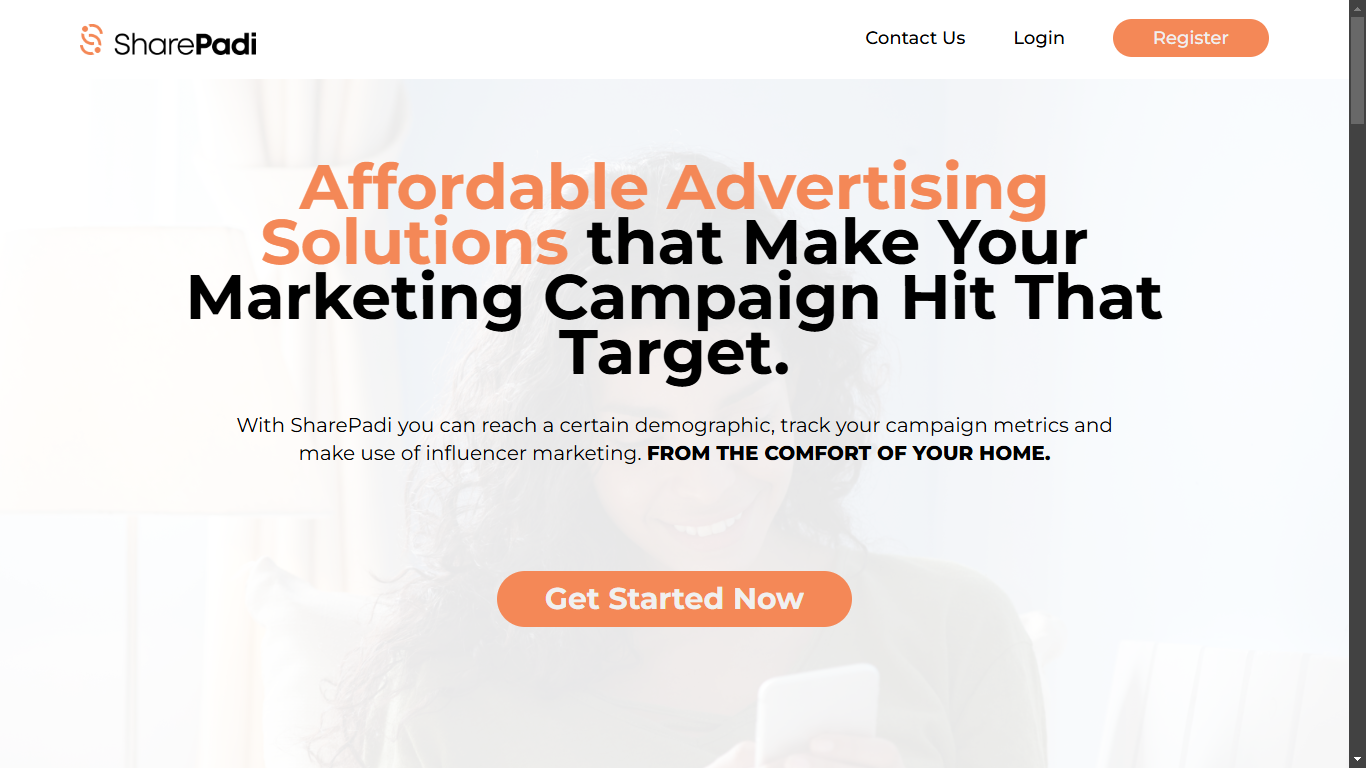 SharePadi
Contact Us
Login
Register
Affordable Advertising
Solutions that Make Your
Marketing Campaign Hit That
Target.
With SharePadi you can reach a certain demographic, track your campaign metrics and
make use of influencer marketing. FROM THE COMFORT OF YOUR HOME.
Get Started Now